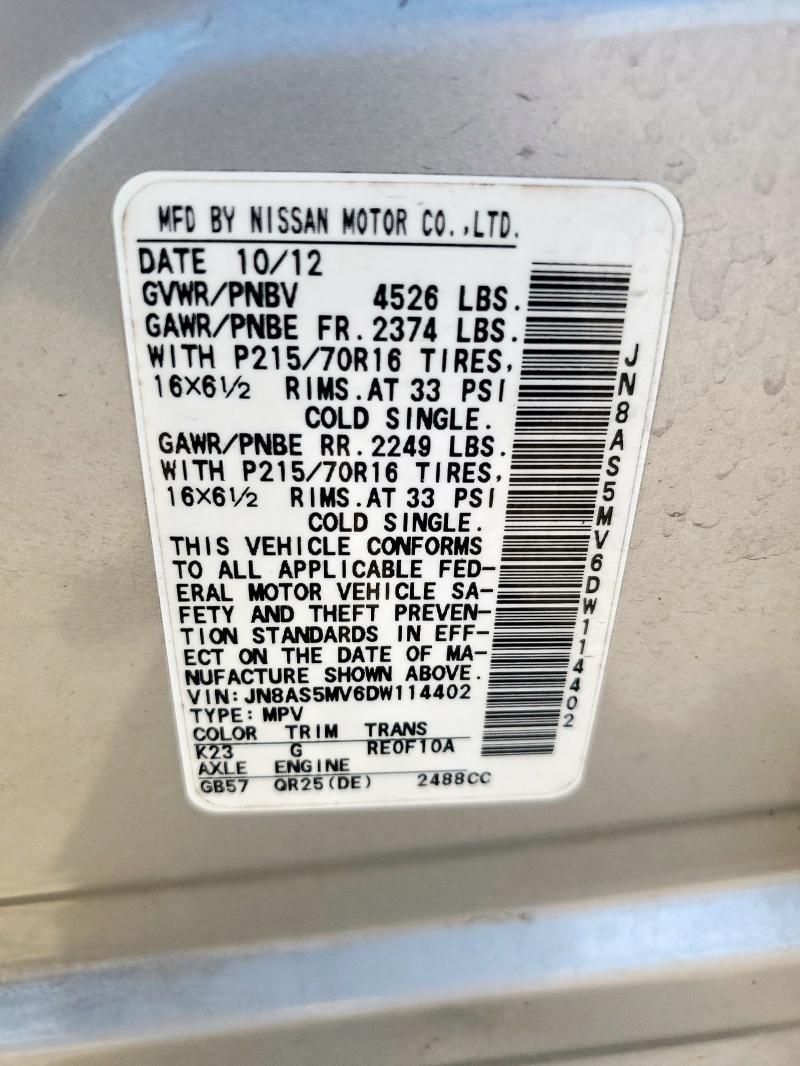 MFD BY NISSAN MOTOR CO.,LTD.
DATE 10/12
GVWR/PNBV 4526 LBS.
GAWR/PNBE FR. 2374 LBS.
WITH P215/70R16 TIRES,
16X6½ RIMS. AT 33 PSI
COLD SINGLE.
GAWR/PNBE RR. 2249 LBS.
WITH P215/70R16 TIRES,
16X6½ RIMS. AT 33 PSI
COLD SINGLE.
THIS VEHICLE CONFORMS
TO ALL APPLICABLE FED-
ERAL MOTOR VEHICLE SA-
FETY AND THEFT PREVEN-
TION STANDARDS IN EFF-
ECT ON THE DATE OF MA-
NUFACTURE SHOWN ABOVE.
VIN: JN8AS5MV6DW114402
TYPE: MPV
COLOR TRIM TRANS
K23 G RE0F10A
AXLE ENGINE
GB57 QR25(DE) 2488CC
JN8AS5MV6DW114402